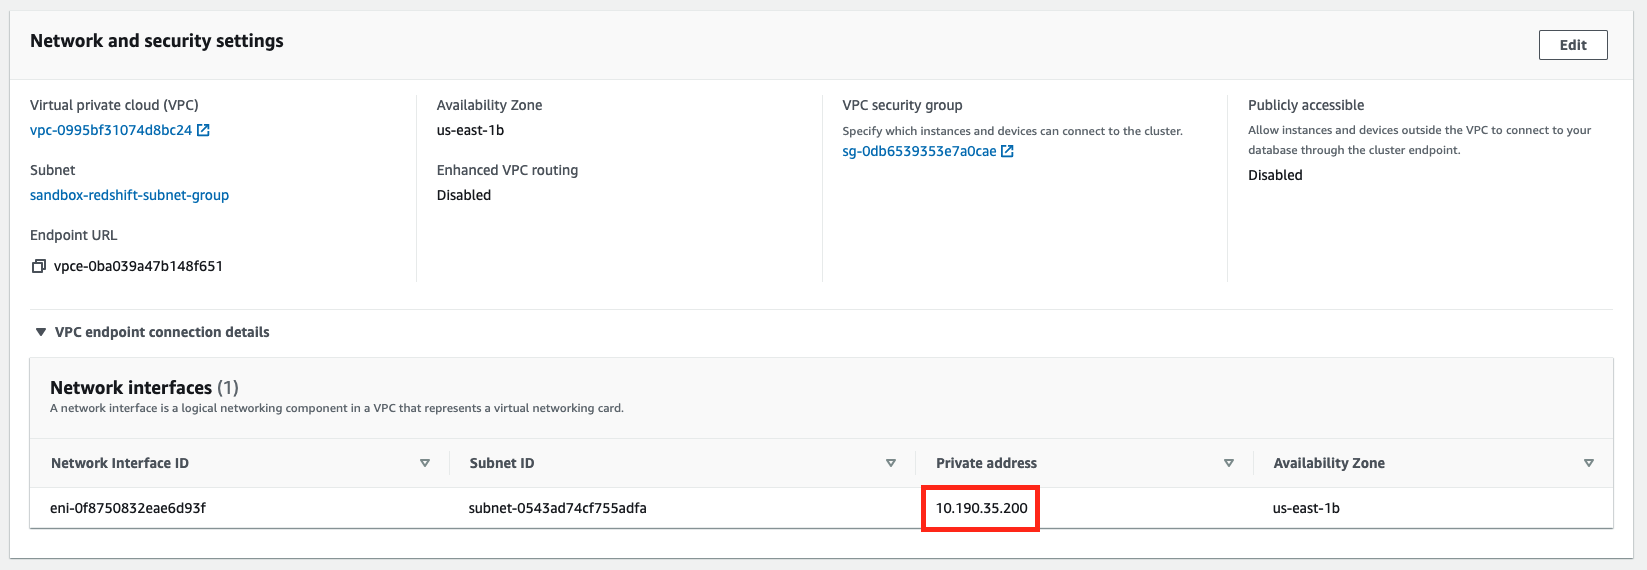 Network and security settings
Edit
Virtual private cloud (VPC)
vpc-0995bf31074d8bc24
Subnet
sandbox-redshift-subnet-group
Endpoint URL
vpce-0ba039a47b148f651
Availability Zone
us-east-1b
Enhanced VPC routing
Disabled
VPC security group
Specify which instances and devices can connect to the cluster.
sg-0db6539353e7a0cae
Publicly accessible
Allow instances and devices outside the VPC to connect to your
database through the cluster endpoint.
Disabled
VPC endpoint connection details
Network interfaces (1)
A network interface is a logical networking component in a VPC that represents a virtual networking card.
Network Interface ID Subnet ID Private address Availability Zone
eni-0f8750832eae6d93f subnet-0543ad74cf755adfa 10.190.35.200 us-east-1b